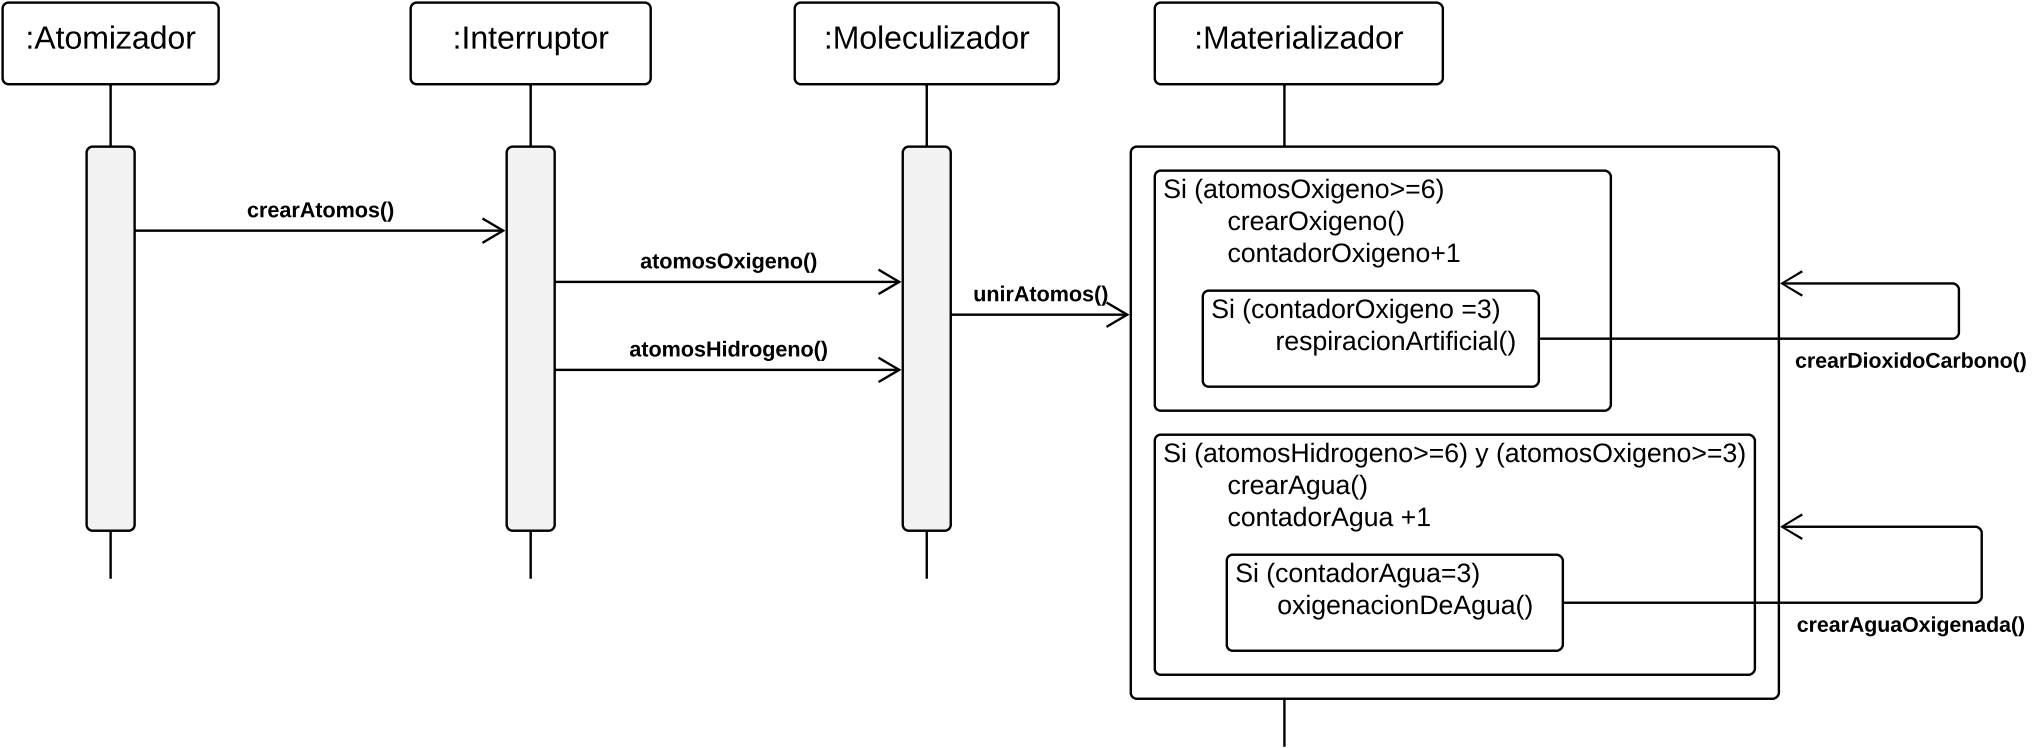 :Atomizador
:Interruptor
:Moleculizador
:Materializador
crearAtomos()
atomosOxigeno()
atomosHidrogeno()
unirAtomos()
Si (atomosOxigeno>=6)
crearOxigeno()
contadorOxigeno+1
Si (contadorOxigeno =3)
respiracionArtificial()
crearDioxidoCarbono()
Si (atomosHidrogeno>=6) y (atomosOxigeno>=3)
crearAgua()
contadorAgua +1
Si (contadorAgua=3)
oxigenacionDeAgua()
crearAguaOxigenada()